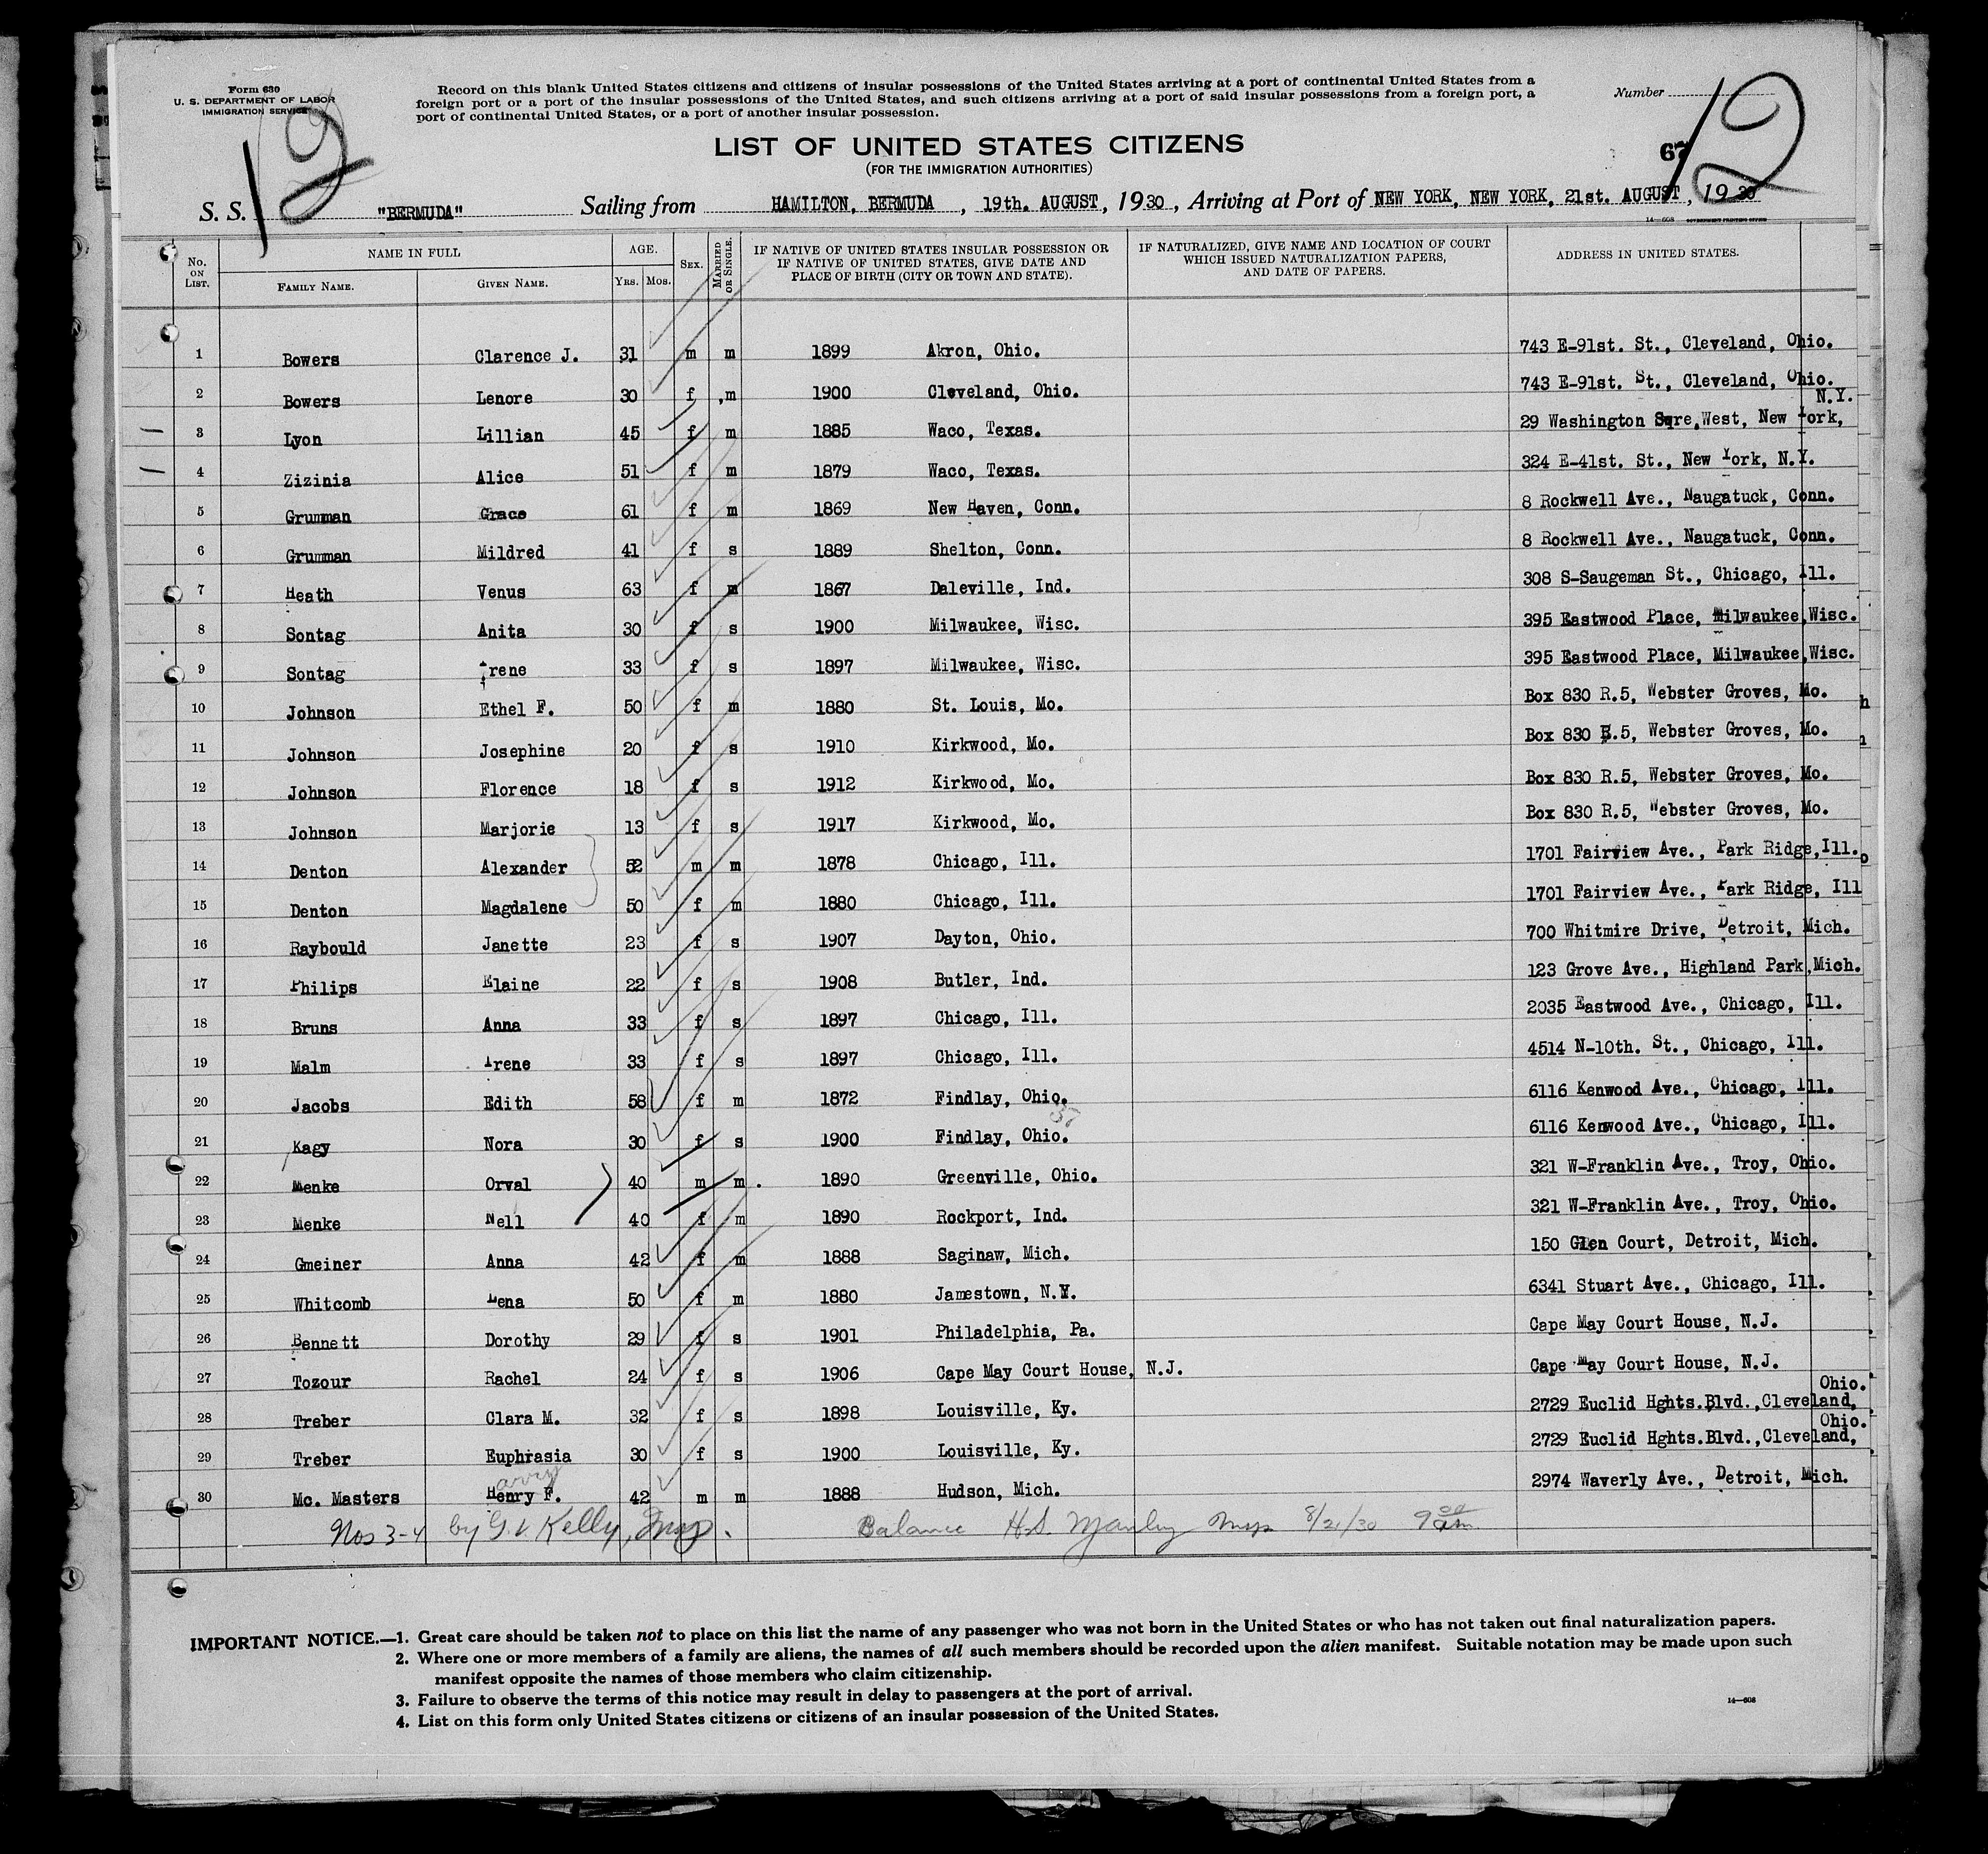 Form 630
U. S. DEPARTMENT OF LABOR
IMMIGRATION SERVICE
12
Record on this blank United States citizens and citizens of insular possessions of the United States arriving at a port of continental United States from a
foreign port or a port of the insular possessions of the United States, and such citizens arriving at a port of said insular possessions from a foreign port, a
port of continental United States, or a port of another insular possession.
Number
12
67
LIST OF UNITED STATES CITIZENS
(FOR THE IMMIGRATION AUTHORITIES)
S. S. "BERMUDA" Sailing from HAMILTON, BERMUDA, 19th. AUGUST, 1930, Arriving at Port of NEW YORK, NEW YORK, 21st. AUGUST, 1930
14—608 GOVERNMENT PRINTING OFFICE
No. ON LIST. NAME IN FULL FAMILY NAME. GIVEN NAME. AGE. YRS. MOS. SEX. MARRIED OR SINGLE. IF NATIVE OF UNITED STATES INSULAR POSSESSION OR IF NATIVE OF UNITED STATES, GIVE DATE AND PLACE OF BIRTH (CITY OR TOWN AND STATE). IF NATURALIZED, GIVE NAME AND LOCATION OF COURT WHICH ISSUED NATURALIZATION PAPERS, AND DATE OF PAPERS. ADDRESS IN UNITED STATES.
1 Bowers Clarence J. 31 m m 1899 Akron, Ohio. 743 E-91st. St., Cleveland, Ohio.
2 Bowers Lenore 30 f ,m 1900 Cleveland, Ohio. 743 E-91st. St., Cleveland, Ohio.
3 Lyon Lillian 45 f m 1885 Waco, Texas. 29 Washington Sqre,West, New York, N.Y.
4 Zizinia Alice 51 f m 1879 Waco, Texas. 324 E-41st. St., New York, N.Y.
5 Grumman Grace 61 f m 1869 New Haven, Conn. 8 Rockwell Ave., Naugatuck, Conn.
6 Grumman Mildred 41 f s 1889 Shelton, Conn. 8 Rockwell Ave., Naugatuck, Conn.
7 Heath Venus 63 f m 1867 Daleville, Ind. 308 S-Saugeman St., Chicago, Ill.
8 Sontag Anita 30 f s 1900 Milwaukee, Wisc. 395 Eastwood Place, Milwaukee,Wisc.
9 Sontag Irene 33 f s 1897 Milwaukee, Wisc. 395 Eastwood Place, Milwaukee,Wisc.
10 Johnson Ethel F. 50 f m 1880 St. Louis, Mo. Box 830 R.5, Webster Groves, Mo.
11 Johnson Josephine 20 f s 1910 Kirkwood, Mo. Box 830 R.5, Webster Groves, Mo.
12 Johnson Florence 18 f s 1912 Kirkwood, Mo. Box 830 R.5, Webster Groves, Mo.
13 Johnson Marjorie 13 f s 1917 Kirkwood, Mo. Box 830 R.5, Webster Groves, Mo.
14 Denton Alexander 52 m m 1878 Chicago, Ill. 1701 Fairview Ave., Park Ridge,Ill.
15 Denton Magdalene 50 f m 1880 Chicago, Ill. 1701 Fairview Ave., Park Ridge, Ill
16 Raybould Janette 23 f s 1907 Dayton, Ohio. 700 Whitmire Drive, Detroit, Mich.
17 Philips Elaine 22 f s 1908 Butler, Ind. 123 Grove Ave., Highland Park,Mich.
18 Bruns Anna 33 f s 1897 Chicago, Ill. 2035 Eastwood Ave., Chicago, Ill.
19 Malm Irene 33 f s 1897 Chicago, Ill. 4514 N-10th. St., Chicago, Ill.
20 Jacobs Edith 58 f m 1872 Findlay, Ohio. 6116 Kenwood Ave., Chicago, Ill.
37
21 Kagy Nora 30 f s 1900 Findlay, Ohio. 6116 Kenwood Ave., Chicago, Ill.
22 Menke Orval 40 m m. 1890 Greenville, Ohio. 321 W-Franklin Ave., Troy, Ohio.
23 Menke Nell 40 f m 1890 Rockport, Ind. 321 W-Franklin Ave., Troy, Ohio.
24 Gmeiner Anna 42 f m 1888 Saginaw, Mich. 150 Glen Court, Detroit, Mich.
25 Whitcomb Lena 50 f m 1880 Jamestown, N.Y. 6341 Stuart Ave., Chicago, Ill.
26 Bennett Dorothy 29 f s 1901 Philadelphia, Pa. Cape May Court House, N.J.
27 Tozour Rachel 24 f s 1906 Cape May Court House, N.J. Cape May Court House, N.J.
28 Treber Clara M. 32 f s 1898 Louisville, Ky. 2729 Euclid Hghts.Blvd.,Cleveland, Ohio.
29 Treber Euphrasia 30 f s 1900 Louisville, Ky. 2729 Euclid Hghts.Blvd.,Cleveland, Ohio.
30 Mc. Masters Henry F. 42 m m 1888 Hudson, Mich. 2974 Waverly Ave., Detroit, Mich.
Nos 3-4 by G. V. Kelly, Insp. Balance H.S. Manley Insp 8/21/30 9 00 am
IMPORTANT NOTICE.—1. Great care should be taken not to place on this list the name of any passenger who was not born in the United States or who has not taken out final naturalization papers.
2. Where one or more members of a family are aliens, the names of all such members should be recorded upon the alien manifest. Suitable notation may be made upon such
manifest opposite the names of those members who claim citizenship.
3. Failure to observe the terms of this notice may result in delay to passengers at the port of arrival.
4. List on this form only United States citizens or citizens of an insular possession of the United States.
14—608